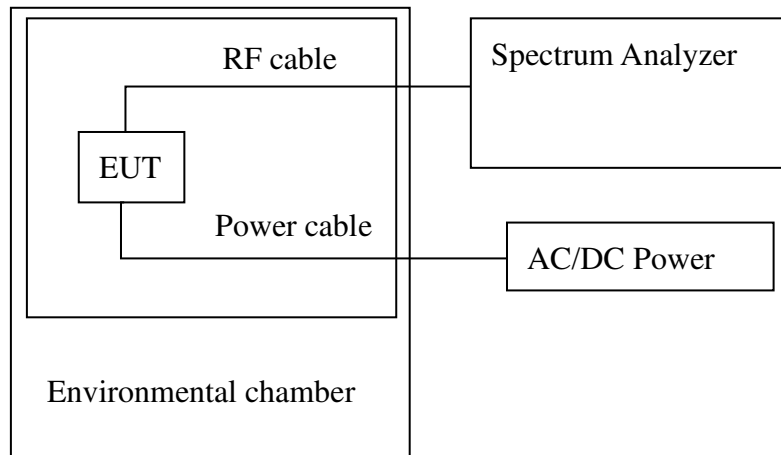 RF cable
Spectrum Analyzer
EUT
Power cable
AC/DC Power
Environmental chamber